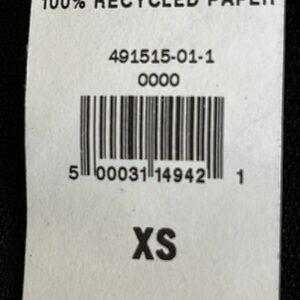 100% RECYCLED PAPER
491515-01-1
0000
5 00031 14942 1
XS